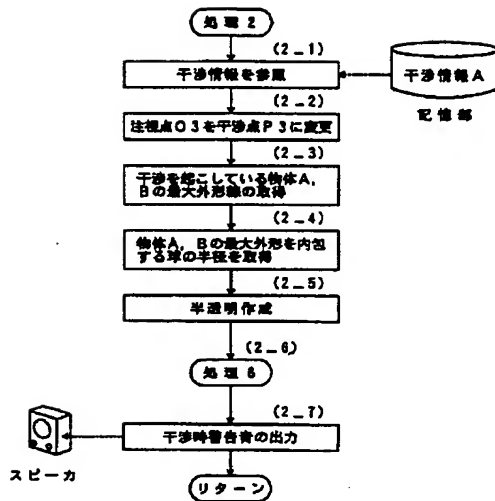 処理2
(2_1)
干渉情報を参照
干渉情報A
記憶部
(2_2)
注視点O3を干渉点P3に変更
(2_3)
干渉を起こしている物体A,
Bの最大外形線の取得
(2_4)
物体A, Bの最大外形を内包
する球の半径を取得
(2_5)
半透明作成
(2_6)
処理6
(2_7)
干渉時警告音の出力
スピーカ
リターン